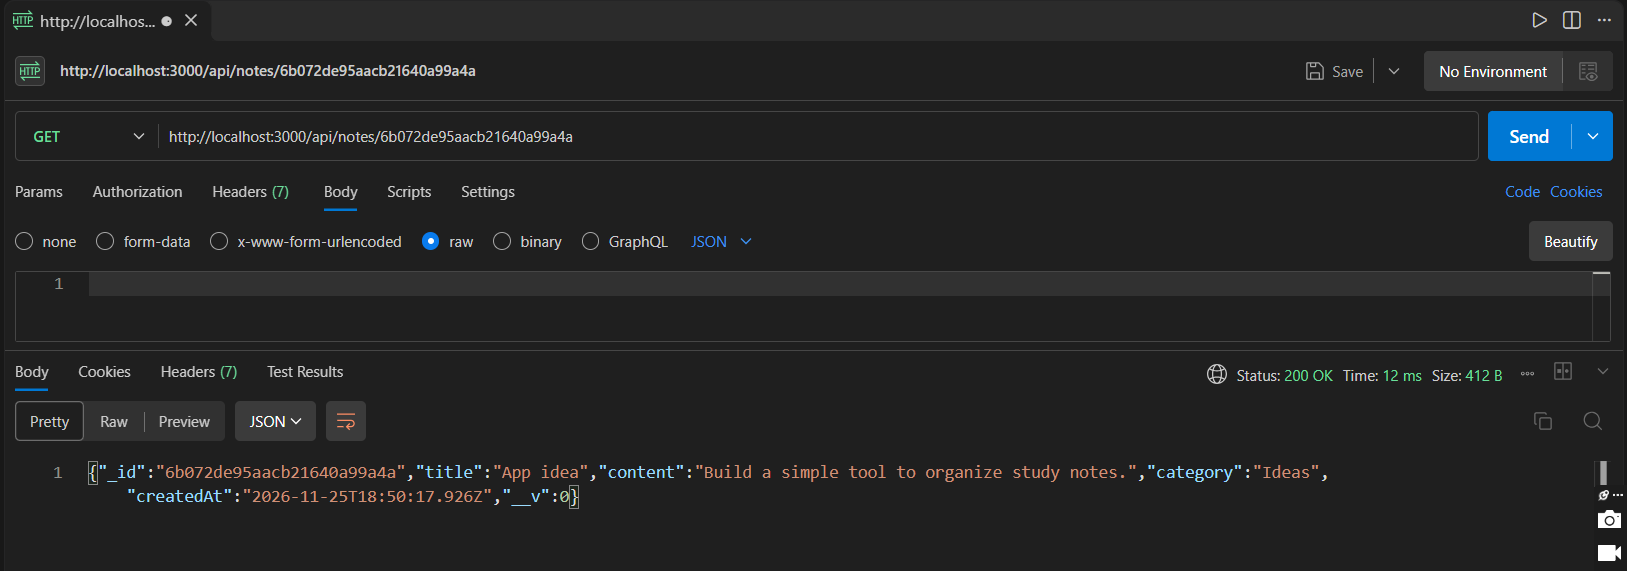 HTTP http://localhos...
HTTP http://localhost:3000/api/notes/6b072de95aacb21640a99a4a Save No Environment
GET http://localhost:3000/api/notes/6b072de95aacb21640a99a4a Send
Params Authorization Headers (7) Body Scripts Settings Code Cookies
none form-data x-www-form-urlencoded raw binary GraphQL JSON Beautify
1
Body Cookies Headers (7) Test Results Status: 200 OK Time: 12 ms Size: 412 B
Pretty Raw Preview JSON
1 {"_id":"6b072de95aacb21640a99a4a","title":"App idea","content":"Build a simple tool to organize study notes.","category":"Ideas",
"createdAt":"2026-11-25T18:50:17.926Z","__v":0}